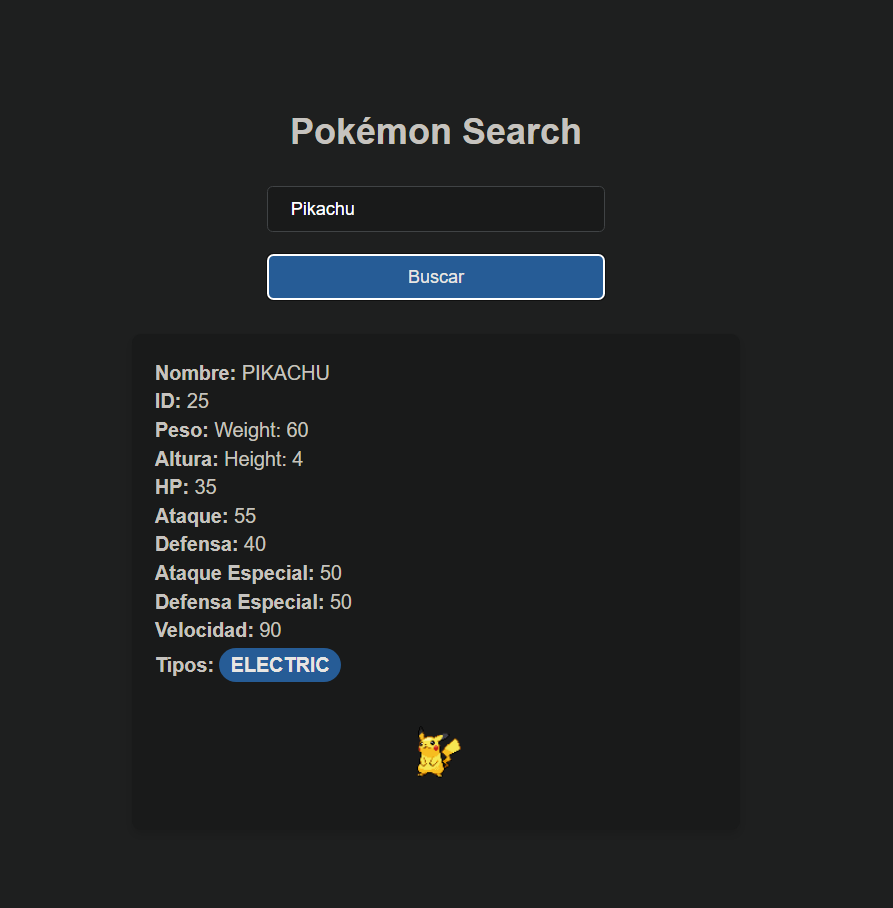 Pokémon Search
Pikachu
Buscar
Nombre: PIKACHU
ID: 25
Peso: Weight: 60
Altura: Height: 4
HP: 35
Ataque: 55
Defensa: 40
Ataque Especial: 50
Defensa Especial: 50
Velocidad: 90
Tipos: ELECTRIC